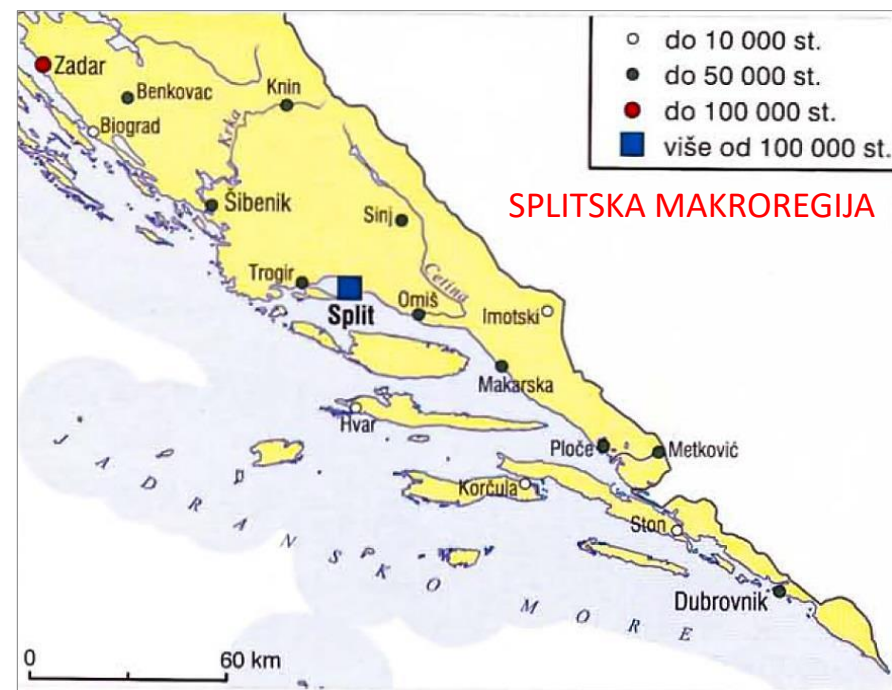 do 10 000 st.
do 50 000 st.
do 100 000 st.
više od 100 000 st.
SPLITSKA MAKROREGIJA
Zadar
Benkovac
Knin
Biograd
Krka
Šibenik
Sinj
Cetina
Trogir
Split
Omiš
Imotski
Makarska
Hvar
Ploče
Metković
Korčula
Ston
Dubrovnik
JADRANSKO MORE
0 60 km